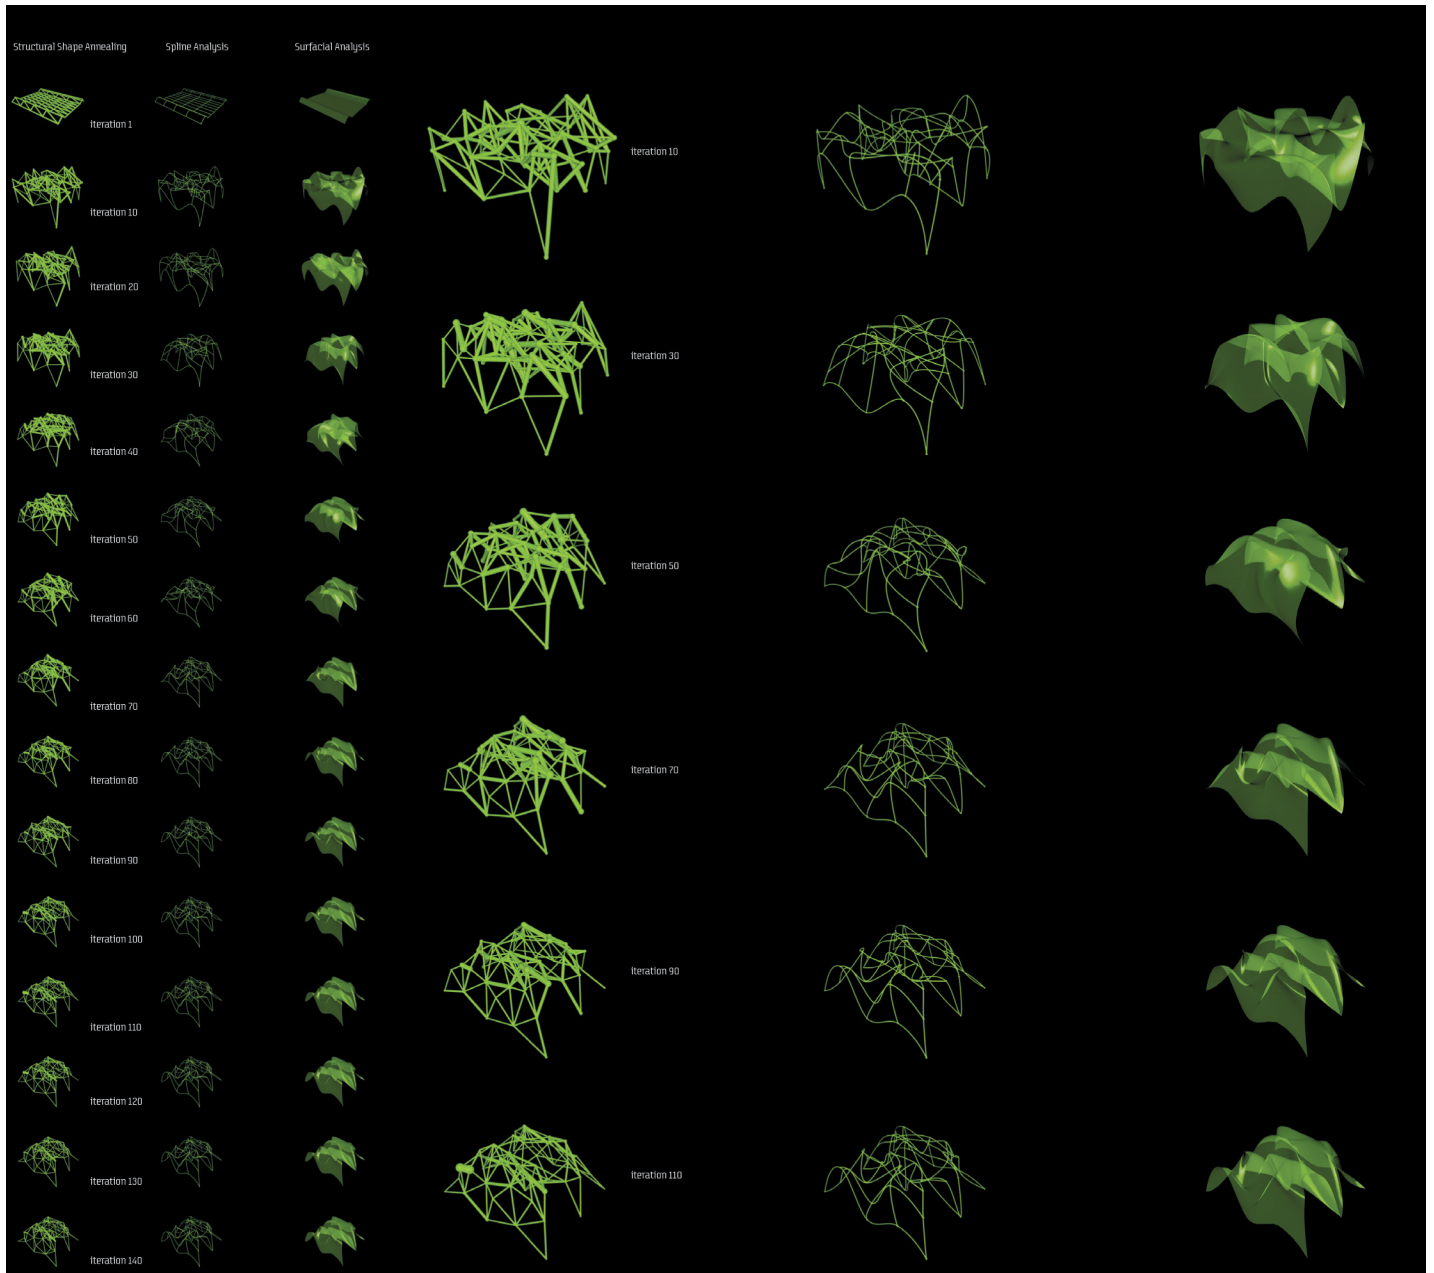 Structural Shape Annealing
Spline Analysis
Surfacial Analysis
iteration 1
iteration 10
iteration 20
iteration 30
iteration 40
iteration 50
iteration 60
iteration 70
iteration 80
iteration 90
iteration 100
iteration 110
iteration 120
iteration 130
iteration 140
iteration 10
iteration 30
iteration 50
iteration 70
iteration 90
iteration 110